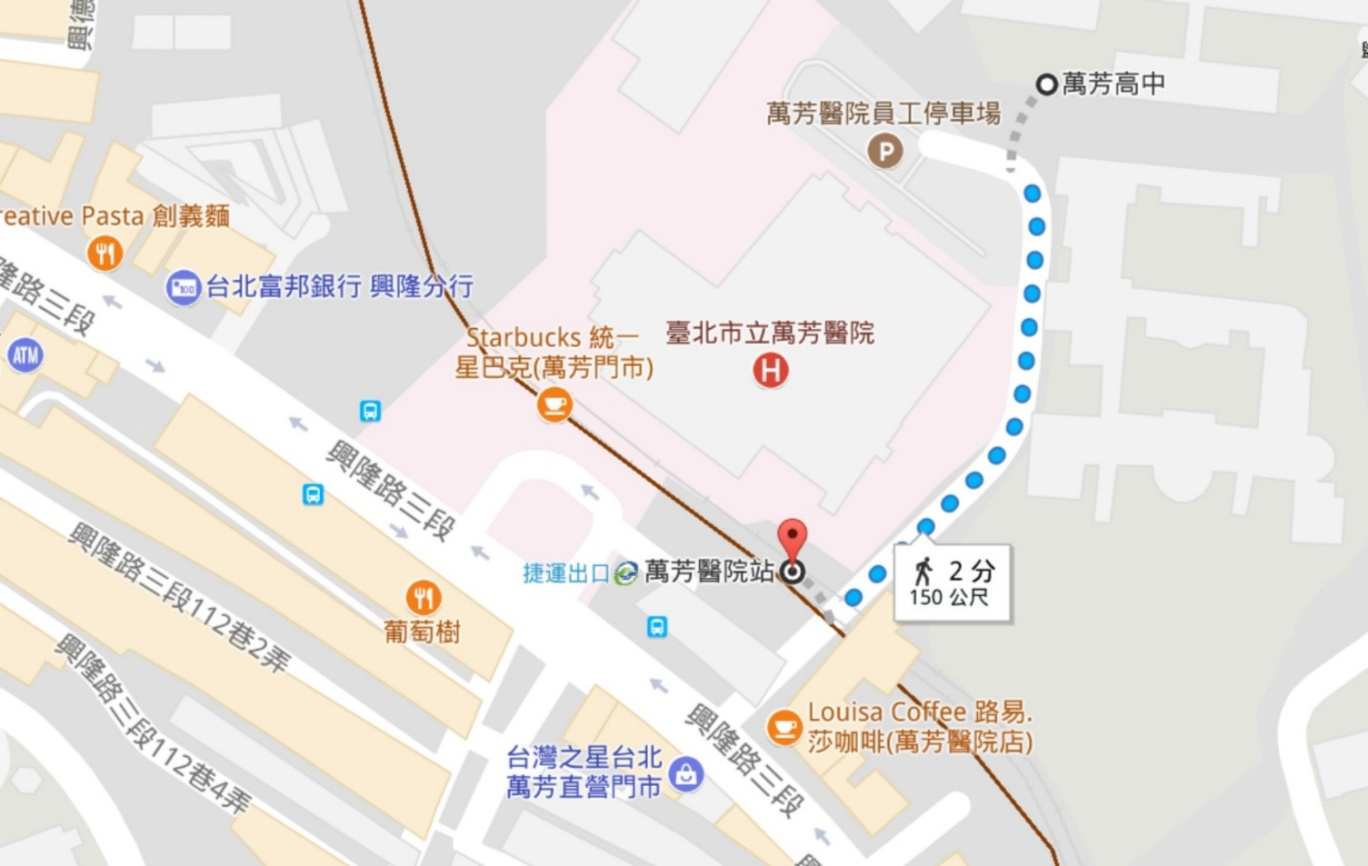 興德
萬芳高中
萬芳醫院員工停車場
P
reative Pasta 創義麵
台北富邦銀行 興隆分行
隆路三段
ATM
Starbucks 統一
星巴克(萬芳門市)
臺北市立萬芳醫院
H
興隆路三段
捷運出口
萬芳醫院站
2 分
150 公尺
興隆路三段112巷2弄
葡萄樹
興隆路三段112巷4弄
Louisa Coffee 路易.
莎咖啡(萬芳醫院店)
興隆路三段
台灣之星台北
萬芳直營門市